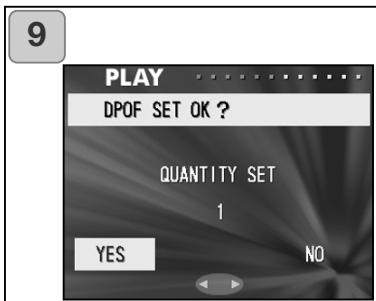 9
PLAY
DPOF SET OK ?
QUANTITY SET
1
YES NO